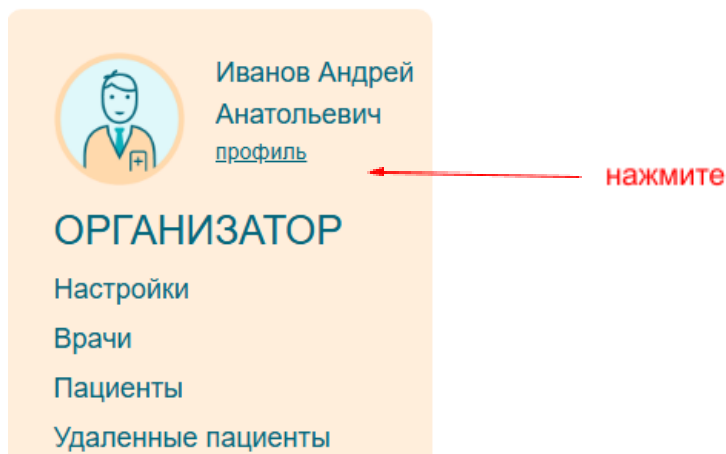 Иванов Андрей
Анатольевич
профиль
нажмите
ОРГАНИЗАТОР
Настройки
Врачи
Пациенты
Удаленные пациенты